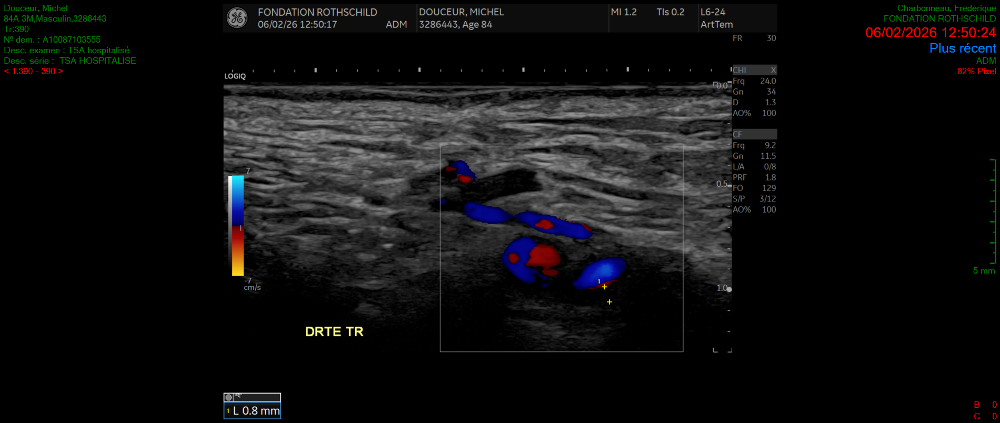 Douceur, Michel
84A 3M,Masculin,3286443
Tr:390
Nº dem. : A10087103555
Desc. examen : TSA hospitalisé
Desc. série : TSA HOSPITALISE
< 1.390 - 390 >
FONDATION ROTHSCHILD
06/02/26 12:50:17 ADM
DOUCEUR, MICHEL
3286443, Age 84
MI 1.2 TIs 0.2
L6-24
ArtTem
Charbonneau, Frederique
FONDATION ROTHSCHILD
06/02/2026 12:50:24
Plus récent
ADM
82% Pixel
FR 30
LOGIQ
CHI X
Frq 24.0
Gn 34
D 1.3
AO% 100
CF
Frq 9.2
Gn 11.5
L/A 0/8
PRF 1.8
FO 129
S/P 3/12
AO% 100
0.0
0.5
1.0
7
-7
cm/s
1
DRTE TR
5 mm
1 L 0.8 mm
B 0
C 0